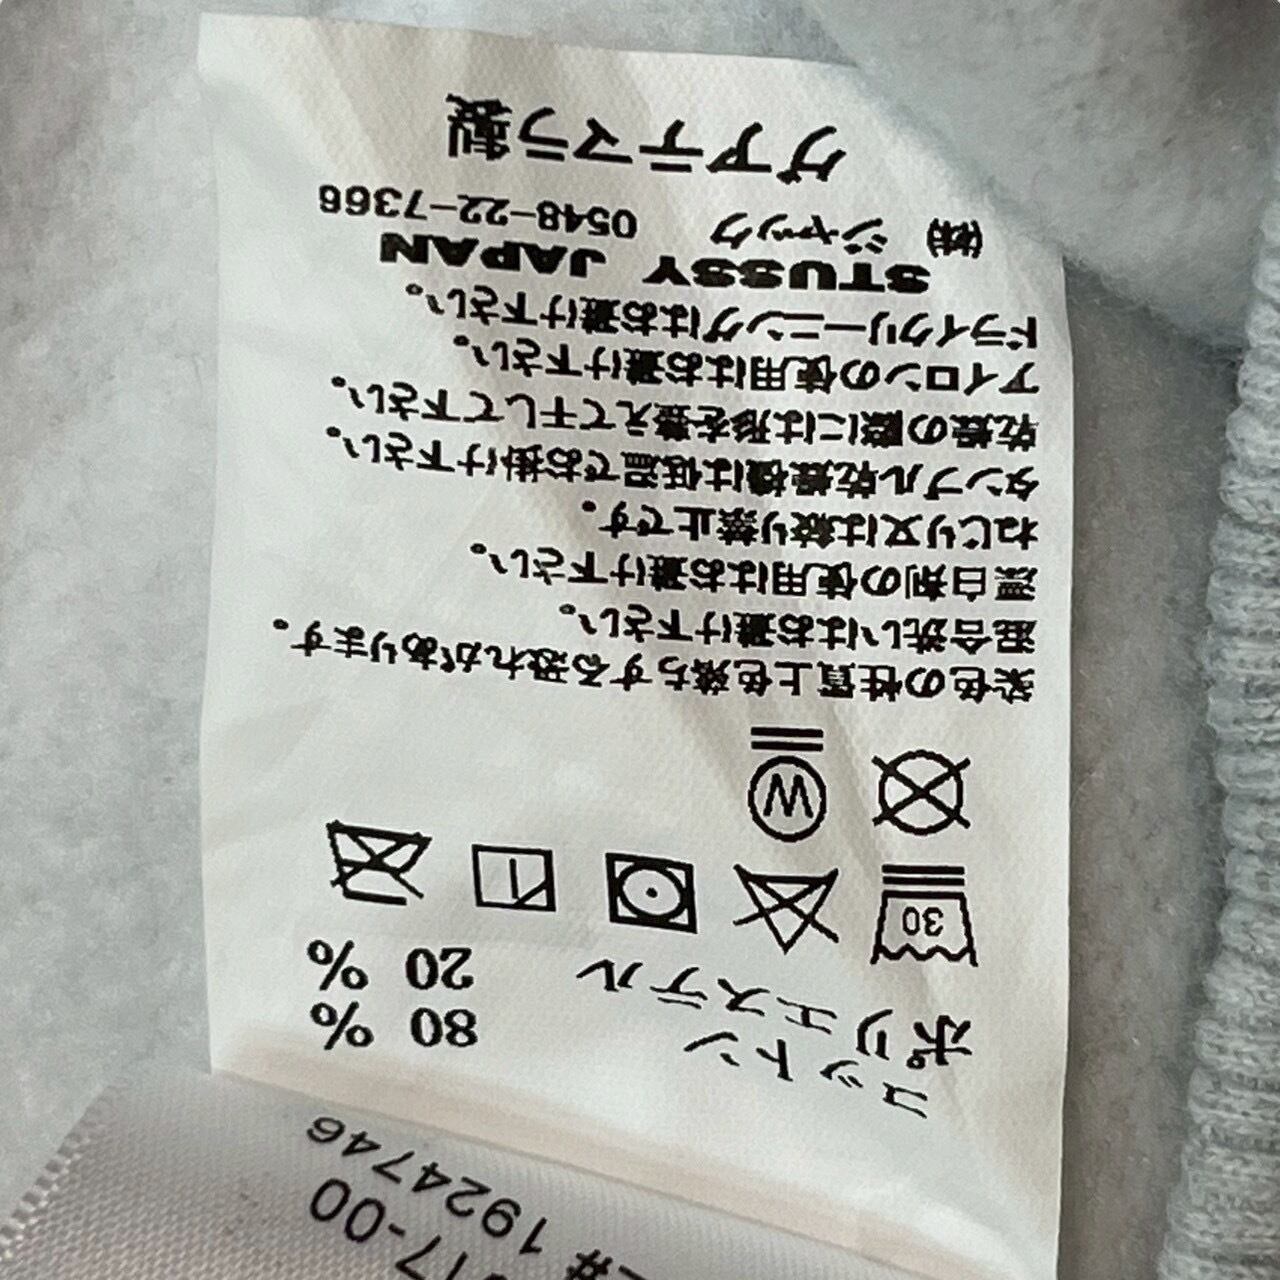 1924746
コットン 80 %
ポリエステル 20 %
30
W
染色の性質上色落ちする恐れがあります。
混合洗いはお避け下さい。
漂白剤の使用はお避け下さい。
ねじり又は絞り禁止です。
タンブル乾燥機は低温でお掛け下さい。
乾燥の際には形を整えて干して下さい。
アイロンの使用はお避け下さい。
ドライクリーニングはお避け下さい。
STUSSY JAPAN
㈱ ジャック 0548-22-7366
グアテマラ製